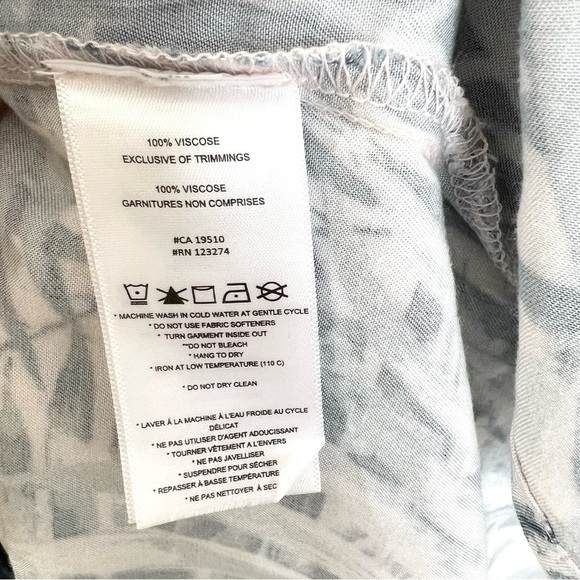 100% VISCOSE
EXCLUSIVE OF TRIMMINGS
100% VISCOSE
GARNITURES NON COMPRISES
#CA 19510
#RN 123274
* MACHINE WASH IN COLD WATER AT GENTLE CYCLE
* DO NOT USE FABRIC SOFTENERS
* TURN GARMENT INSIDE OUT
**DO NOT BLEACH
* HANG TO DRY
* IRON AT LOW TEMPERATURE (110 C)
* DO NOT DRY CLEAN
* LAVER Á LA MACHINE À L'EAU FROIDE AU CYCLE
DÉLICAT
* NE PAS UTILISER D'AGENT ADOUCISSANT
* TOURNER VÊTEMENT A L'ENVERS
* NE PAS JAVELLISER
* SUSPENDRE POUR SÉCHER
* REPASSER À BASSE TEMPÉRATURE
* NE PAS NETTOYER À SEC